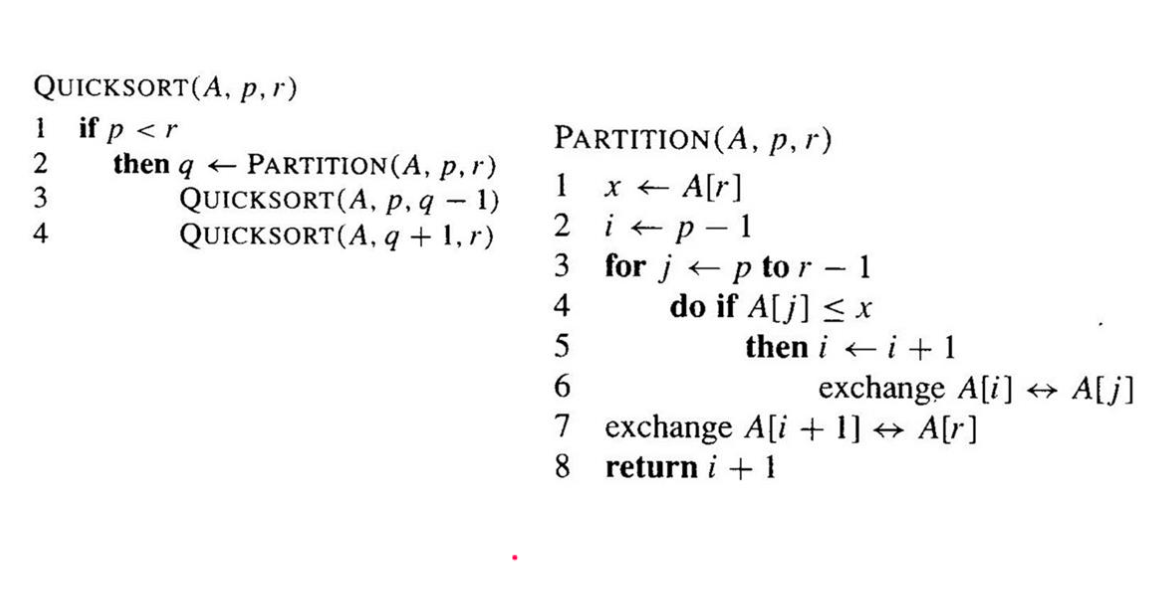 QUICKSORT(A, p, r)
1 if p < r
2 then q ← PARTITION(A, p, r)
3 QUICKSORT(A, p, q − 1)
4 QUICKSORT(A, q + 1, r)
PARTITION(A, p, r)
1 x ← A[r]
2 i ← p − 1
3 for j ← p to r − 1
4 do if A[j] ≤ x
5 then i ← i + 1
6 exchange A[i] ↔ A[j]
7 exchange A[i + 1] ↔ A[r]
8 return i + 1